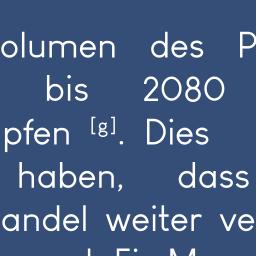 olumen des P
bis 2080
pfen [g]. Dies
haben, dass
andel weiter ve